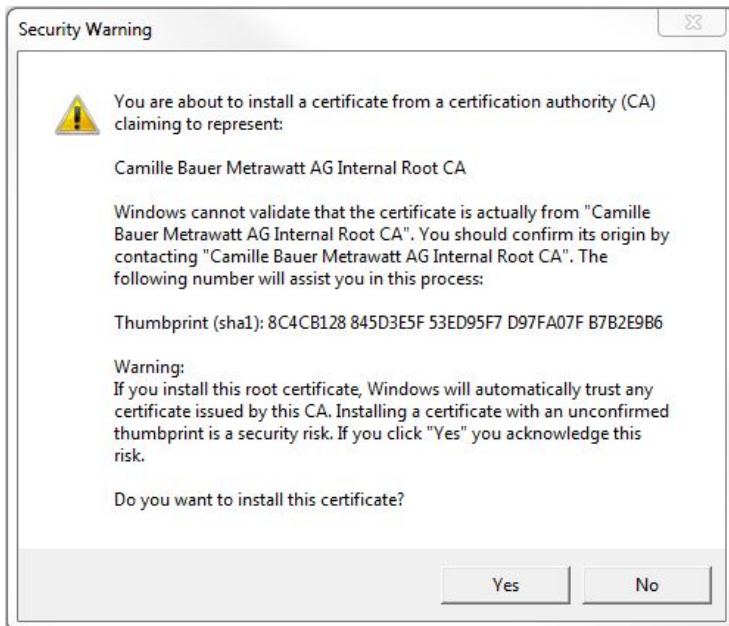 Security Warning
You are about to install a certificate from a certification authority (CA)
claiming to represent:
Camille Bauer Metrawatt AG Internal Root CA
Windows cannot validate that the certificate is actually from "Camille
Bauer Metrawatt AG Internal Root CA". You should confirm its origin by
contacting "Camille Bauer Metrawatt AG Internal Root CA". The
following number will assist you in this process:
Thumbprint (sha1): 8C4CB128 845D3E5F 53ED95F7 D97FA07F B7B2E9B6
Warning:
If you install this root certificate, Windows will automatically trust any
certificate issued by this CA. Installing a certificate with an unconfirmed
thumbprint is a security risk. If you click "Yes" you acknowledge this
risk.
Do you want to install this certificate?
Yes No